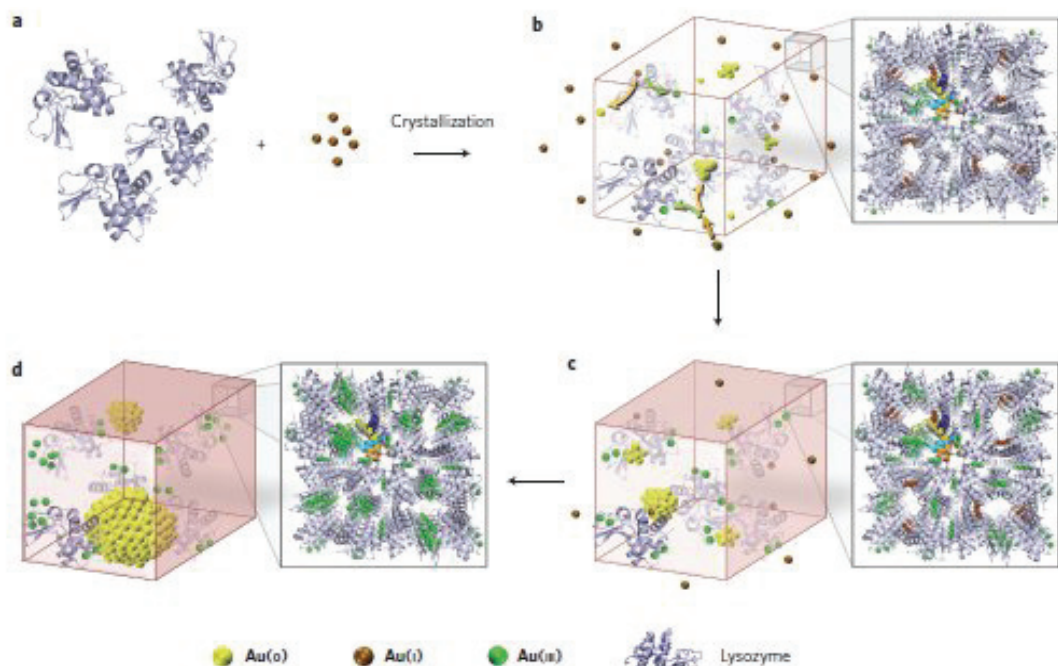 a
b
+
Crystallization
d
c
Au(0)
Au(I)
Au(III)
Lysozyme